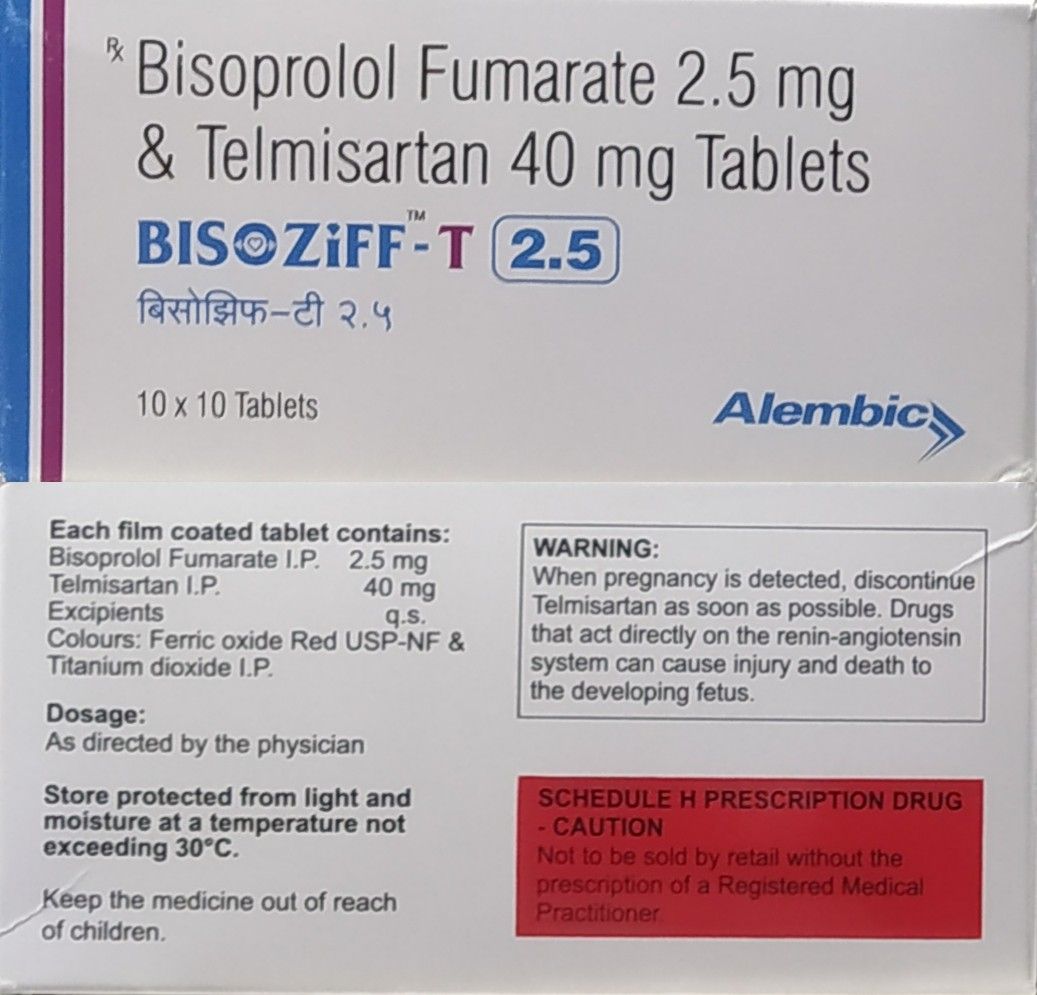 Rx Bisoprolol Fumarate 2.5 mg
& Telmisartan 40 mg Tablets
BISOZiFF™-T 2.5
बिसोझिफ-टी २.५
10 x 10 Tablets
Alembic
Each film coated tablet contains:
Bisoprolol Fumarate I.P. 2.5 mg
Telmisartan I.P. 40 mg
Excipients q.s.
Colours: Ferric oxide Red USP-NF &
Titanium dioxide I.P.
Dosage:
As directed by the physician
Store protected from light and
moisture at a temperature not
exceeding 30°C.
Keep the medicine out of reach
of children.
WARNING:
When pregnancy is detected, discontinue
Telmisartan as soon as possible. Drugs
that act directly on the renin-angiotensin
system can cause injury and death to
the developing fetus.
SCHEDULE H PRESCRIPTION DRUG
- CAUTION
Not to be sold by retail without the
prescription of a Registered Medical
Practitioner.